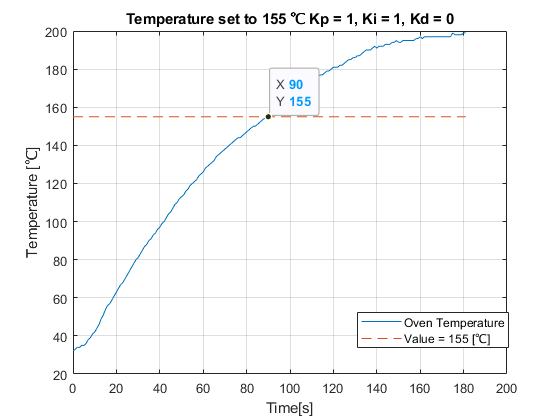 Temperature set to 155 ℃ Kp = 1, Ki = 1, Kd = 0
200
180
160
140
120
100
80
60
40
20
Temperature [℃]
X 90
Y 155
Oven Temperature
Value = 155 [℃]
0 20 40 60 80 100 120 140 160 180 200
Time[s]